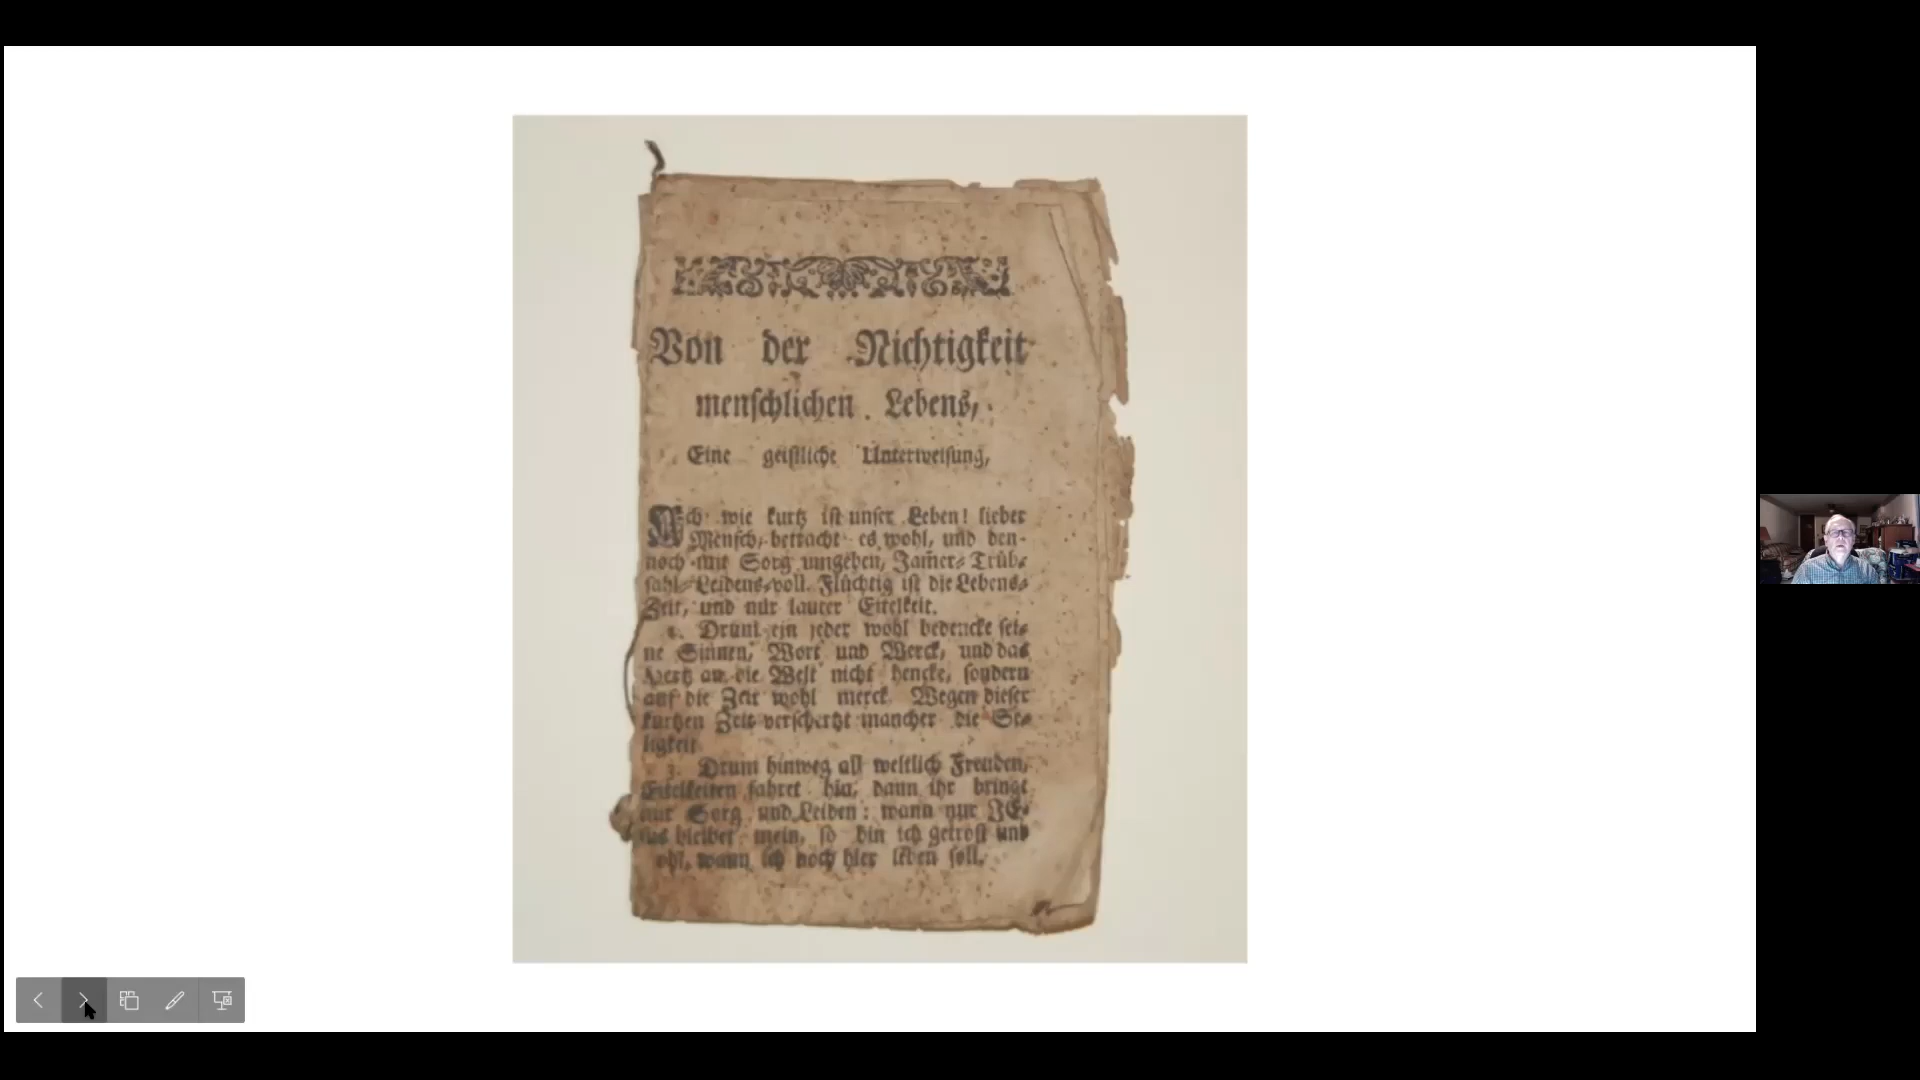 Von der Nichtigkeit
menſchlichen Lebens,
Eine geiſtliche Unterweiſung,
Ach wie kurtz iſt unſer Leben! lieber
Menſch, betracht es wohl, und den-
noch mit Sorg umgeben, Jam̃er⸗Trüb⸗
ſahl⸗Leidens⸗voll. Flüchtig iſt die Lebens⸗
Zeit, und nur lauter Eitelkeit.
Drum ein jeder wohl bedencke ſei⸗
ne Sinnen, Wort und Werck, und das
Hertz an die Welt nicht hencke, ſondern
auf die Zeit wohl merck. Wegen dieſer
kurtzen Zeit verſchertzt mancher die Se⸗
ligkeit
3. Drum hinweg all weltlich Freuden,
Eitelkeiten fahret hin, dann ihr bringt
nur Sorg und Leiden: wann nur JE⸗
ſus bleibet mein, ſo bin ich getroſt und
wohl, wann ich noch hier leben ſoll.